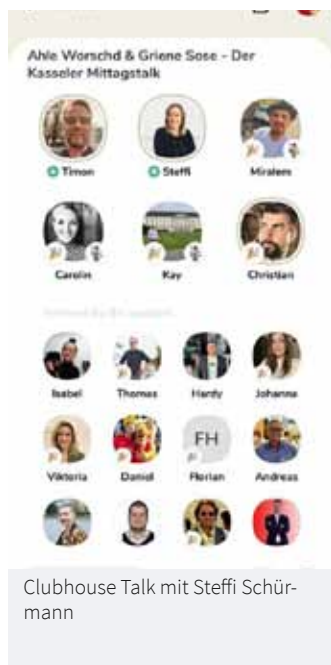 Ahle Worschd & Griene Sose - Der
Kasseler Mittagstalk
Timon Steffi Miralem
Carolin Kay Christian
Isabel Thomas Hardy Johanna
FH
Viktoria Daniel Florian Andreas
Clubhouse Talk mit Steffi Schür-
mann